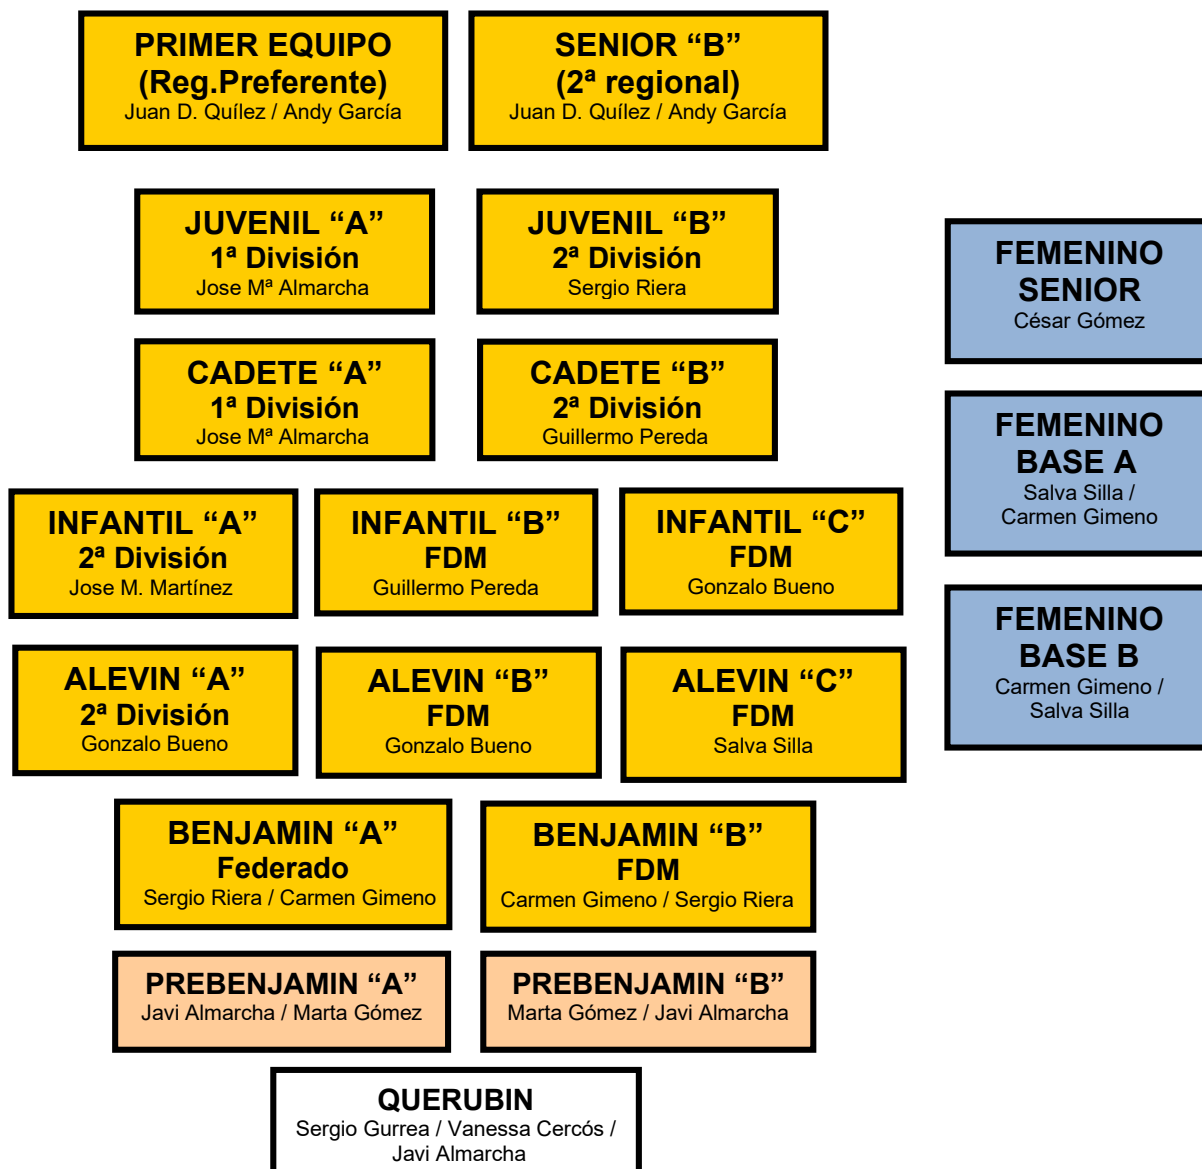 PRIMER EQUIPO
(Reg.Preferente)
Juan D. Quílez / Andy García
SENIOR “B”
(2ª regional)
Juan D. Quílez / Andy García
JUVENIL “A”
1ª División
Jose Mª Almarcha
JUVENIL “B”
2ª División
Sergio Riera
CADETE “A”
1ª División
Jose Mª Almarcha
CADETE “B”
2ª División
Guillermo Pereda
INFANTIL “A”
2ª División
Jose M. Martínez
INFANTIL “B”
FDM
Guillermo Pereda
INFANTIL “C”
FDM
Gonzalo Bueno
ALEVIN “A”
2ª División
Gonzalo Bueno
ALEVIN “B”
FDM
Gonzalo Bueno
ALEVIN “C”
FDM
Salva Silla
BENJAMIN “A”
Federado
Sergio Riera / Carmen Gimeno
BENJAMIN “B”
FDM
Carmen Gimeno / Sergio Riera
PREBENJAMIN “A”
Javi Almarcha / Marta Gómez
PREBENJAMIN “B”
Marta Gómez / Javi Almarcha
QUERUBIN
Sergio Gurrea / Vanessa Cercós /
Javi Almarcha
FEMENINO
SENIOR
César Gómez
FEMENINO
BASE A
Salva Silla /
Carmen Gimeno
FEMENINO
BASE B
Carmen Gimeno /
Salva Silla